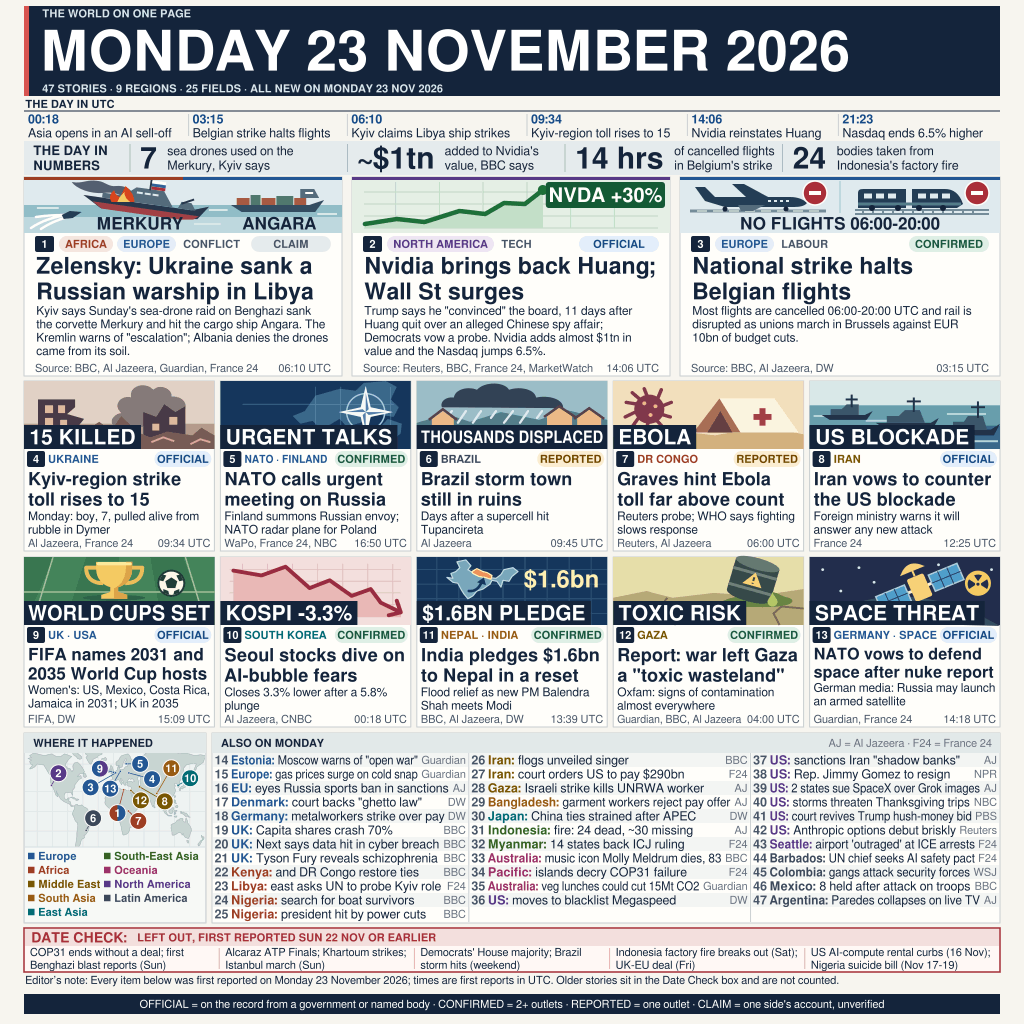 THE WORLD ON ONE PAGE
MONDAY 23 NOVEMBER 2026
47 STORIES · 9 REGIONS · 25 FIELDS · ALL NEW ON MONDAY 23 NOV 2026
THE DAY IN UTC
00:18
Asia opens in an AI sell-off
03:15
Belgian strike halts flights
06:10
Kyiv claims Libya ship strikes
09:34
Kyiv-region toll rises to 15
14:06
Nvidia reinstates Huang
21:23
Nasdaq ends 6.5% higher
THE DAY IN
NUMBERS
7
sea drones used on the
Merkury, Kyiv says
~$1tn
added to Nvidia's
value, BBC says
14 hrs
of cancelled flights
in Belgium's strike
24
bodies taken from
Indonesia's factory fire
MERKURY
ANGARA
1 AFRICA EUROPE CONFLICT CLAIM
Zelensky: Ukraine sank a
Russian warship in Libya
Kyiv says Sunday's sea-drone raid on Benghazi sank
the corvette Merkury and hit the cargo ship Angara. The
Kremlin warns of "escalation"; Albania denies the drones
came from its soil.
Source: BBC, Al Jazeera, Guardian, France 24 06:10 UTC
NVDA +30%
2 NORTH AMERICA TECH OFFICIAL
Nvidia brings back Huang;
Wall St surges
Trump says he "convinced" the board, 11 days after
Huang quit over an alleged Chinese spy affair;
Democrats vow a probe. Nvidia adds almost $1tn in
value and the Nasdaq jumps 6.5%.
Source: Reuters, BBC, France 24, MarketWatch 14:06 UTC
NO FLIGHTS 06:00-20:00
3 EUROPE LABOUR CONFIRMED
National strike halts
Belgian flights
Most flights are cancelled 06:00-20:00 UTC and rail is
disrupted as unions march in Brussels against EUR
10bn of budget cuts.
Source: BBC, Al Jazeera, DW 03:15 UTC
15 KILLED
4 UKRAINE OFFICIAL
Kyiv-region strike
toll rises to 15
Monday: boy, 7, pulled alive from
rubble in Dymer
Al Jazeera, France 24 09:34 UTC
URGENT TALKS
5 NATO · FINLAND CONFIRMED
NATO calls urgent
meeting on Russia
Finland summons Russian envoy;
NATO radar plane for Poland
WaPo, France 24, NBC 16:50 UTC
THOUSANDS DISPLACED
6 BRAZIL REPORTED
Brazil storm town
still in ruins
Days after a supercell hit
Tupancireta
Al Jazeera 09:45 UTC
EBOLA
7 DR CONGO REPORTED
Graves hint Ebola
toll far above count
Reuters probe; WHO says fighting
slows response
Reuters, Al Jazeera 06:00 UTC
US BLOCKADE
8 IRAN OFFICIAL
Iran vows to counter
the US blockade
Foreign ministry warns it will
answer any new attack
France 24 12:25 UTC
WORLD CUPS SET
9 UK · USA OFFICIAL
FIFA names 2031 and
2035 World Cup hosts
Women's: US, Mexico, Costa Rica,
Jamaica in 2031; UK in 2035
FIFA, DW 15:09 UTC
KOSPI -3.3%
10 SOUTH KOREA CONFIRMED
Seoul stocks dive on
AI-bubble fears
Closes 3.3% lower after a 5.8%
plunge
Al Jazeera, CNBC 00:18 UTC
$1.6bn
$1.6BN PLEDGE
11 NEPAL · INDIA CONFIRMED
India pledges $1.6bn
to Nepal in a reset
Flood relief as new PM Balendra
Shah meets Modi
BBC, Al Jazeera, DW 13:39 UTC
TOXIC RISK
12 GAZA CONFIRMED
Report: war left Gaza
a "toxic wasteland"
Oxfam: signs of contamination
almost everywhere
Guardian, BBC, Al Jazeera 04:00 UTC
SPACE THREAT
13 GERMANY · SPACE OFFICIAL
NATO vows to defend
space after nuke report
German media: Russia may launch
an armed satellite
Guardian, France 24 14:18 UTC
WHERE IT HAPPENED
2 9 5 11 10 3 13 4 12 8 6 1 7
Europe
Africa
Middle East
South Asia
East Asia
South-East Asia
Oceania
North America
Latin America
ALSO ON MONDAY
AJ = Al Jazeera · F24 = France 24
14 Estonia: Moscow warns of "open war" Guardian
15 Europe: gas prices surge on cold snap Guardian
16 EU: eyes Russia sports ban in sanctions AJ
17 Denmark: court backs "ghetto law" DW
18 Germany: metalworkers strike over pay DW
19 UK: Capita shares crash 70% BBC
20 UK: Next says data hit in cyber breach BBC
21 UK: Tyson Fury reveals schizophrenia BBC
22 Kenya: and DR Congo restore ties BBC
23 Libya: east asks UN to probe Kyiv role F24
24 Nigeria: search for boat survivors BBC
25 Nigeria: president hit by power cuts BBC
26 Iran: flogs unveiled singer BBC
27 Iran: court orders US to pay $290bn F24
28 Gaza: Israeli strike kills UNRWA worker AJ
29 Bangladesh: garment workers reject pay offer AJ
30 Japan: China ties strained after APEC DW
31 Indonesia: fire: 24 dead, ~30 missing AJ
32 Myanmar: 14 states back ICJ ruling F24
33 Australia: music icon Molly Meldrum dies, 83 BBC
34 Pacific: islands decry COP31 failure F24
35 Australia: veg lunches could cut 15Mt CO2 Guardian
36 US: moves to blacklist Megaspeed DW
37 US: sanctions Iran "shadow banks" AJ
38 US: Rep. Jimmy Gomez to resign NPR
39 US: 2 states sue SpaceX over Grok images AJ
40 US: storms threaten Thanksgiving trips NBC
41 US: court revives Trump hush-money bid PBS
42 US: Anthropic options debut briskly Reuters
43 Seattle: airport 'outraged' at ICE arrests F24
44 Barbados: UN chief seeks AI safety pact F24
45 Colombia: gangs attack security forces WSJ
46 Mexico: 8 held after attack on troops BBC
47 Argentina: Paredes collapses on live TV AJ
DATE CHECK: LEFT OUT, FIRST REPORTED SUN 22 NOV OR EARLIER
COP31 ends without a deal; first
Benghazi blast reports (Sun)
Alcaraz ATP Finals; Khartoum strikes;
Istanbul march (Sun)
Democrats' House majority; Brazil
storm hits (weekend)
Indonesia factory fire breaks out (Sat);
UK-EU deal (Fri)
US AI-compute rental curbs (16 Nov);
Nigeria suicide bill (Nov 17-19)
Editor's note: Every item below was first reported on Monday 23 November 2026; times are first reports in UTC. Older stories sit in the Date Check box and are not counted.
OFFICIAL = on the record from a government or named body · CONFIRMED = 2+ outlets · REPORTED = one outlet · CLAIM = one side's account, unverified